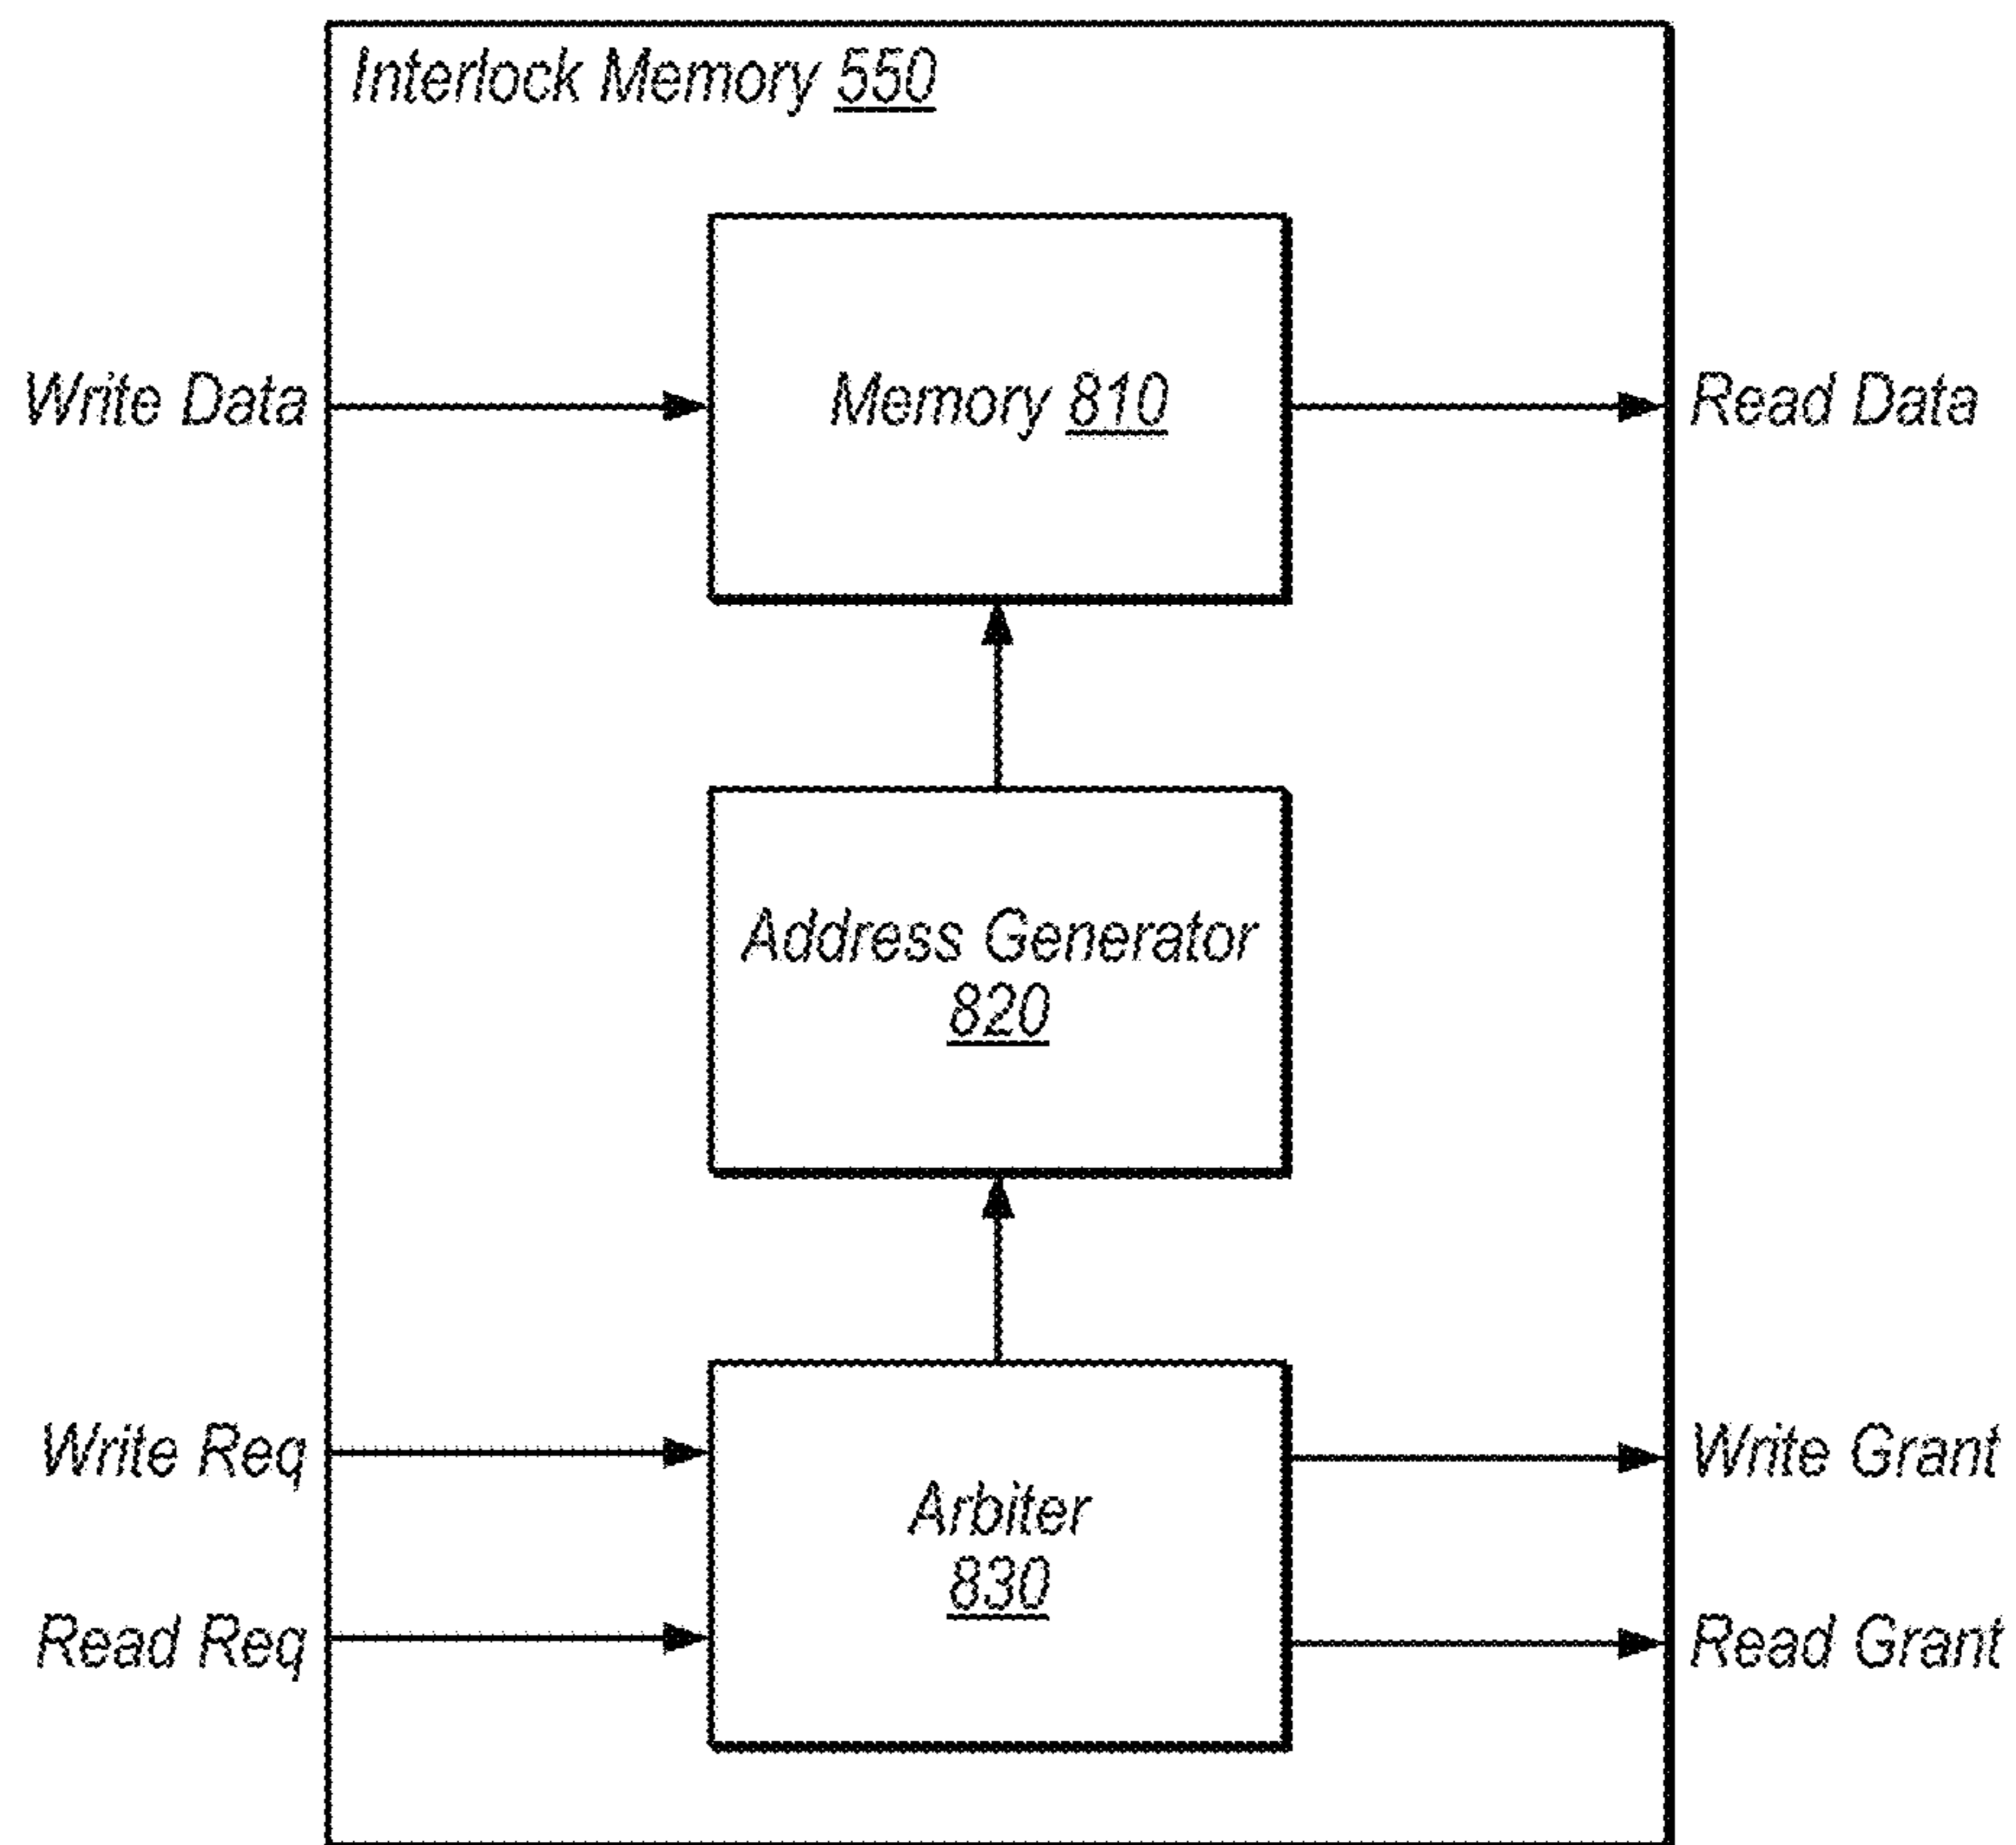 Interlock Memory 550
Write Data
Memory 810
Read Data
Address Generator
820
Write Req
Write Grant
Arbiter
830
Read Req
Read Grant